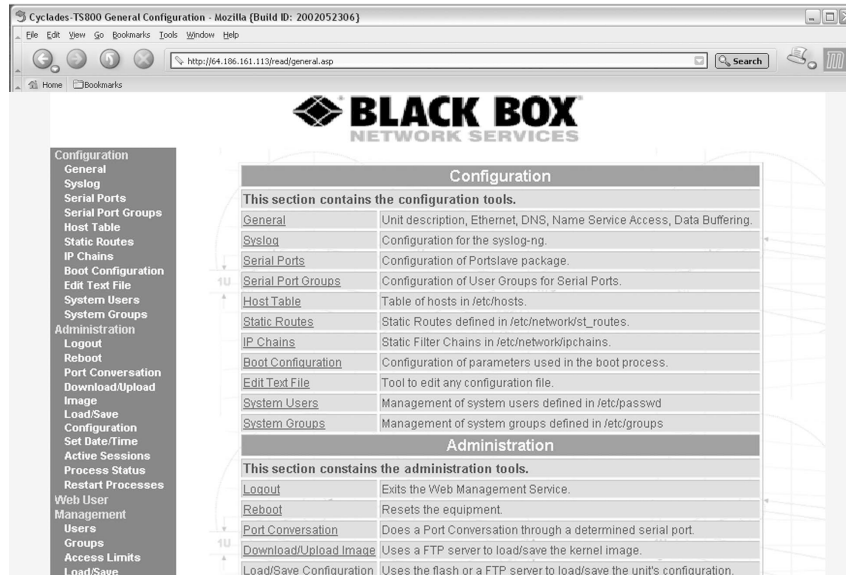 Cyclades-TS800 General Configuration - Mozilla {Build ID: 2002052306}
File Edit View Go Bookmarks Tools Window Help
http://64.186.161.113/read/general.asp
Search
Home Bookmarks
BLACK BOX
NETWORK SERVICES
Configuration
General
Syslog
Serial Ports
Serial Port Groups
Host Table
Static Routes
IP Chains
Boot Configuration
Edit Text File
System Users
System Groups
Administration
Logout
Reboot
Port Conversation
Download/Upload
Image
Load/Save
Configuration
Set Date/Time
Active Sessions
Process Status
Restart Processes
Web User
Management
Users
Groups
Access Limits
Load/Save
Configuration
This section contains the configuration tools.
General Unit description, Ethernet, DNS, Name Service Access, Data Buffering.
Syslog Configuration for the syslog-ng.
Serial Ports Configuration of Portslave package.
Serial Port Groups Configuration of User Groups for Serial Ports.
Host Table Table of hosts in /etc/hosts.
Static Routes Static Routes defined in /etc/network/st_routes.
IP Chains Static Filter Chains in /etc/network/ipchains.
Boot Configuration Configuration of parameters used in the boot process.
Edit Text File Tool to edit any configuration file.
System Users Management of system users defined in /etc/passwd
System Groups Management of system groups defined in /etc/groups
Administration
This section constains the administration tools.
Logout Exits the Web Management Service.
Reboot Resets the equipment.
Port Conversation Does a Port Conversation through a determined serial port.
Download/Upload Image Uses a FTP server to load/save the kernel image.
Load/Save Configuration Uses the flash or a FTP server to load/save the unit's configuration.
1U
1U